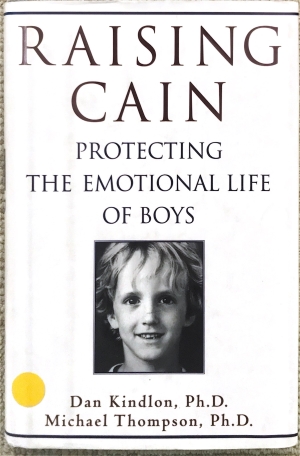 RAISING
CAIN
PROTECTING
THE EMOTIONAL LIFE
OF BOYS
Dan Kindlon, Ph.D.
Michael Thompson, Ph.D.